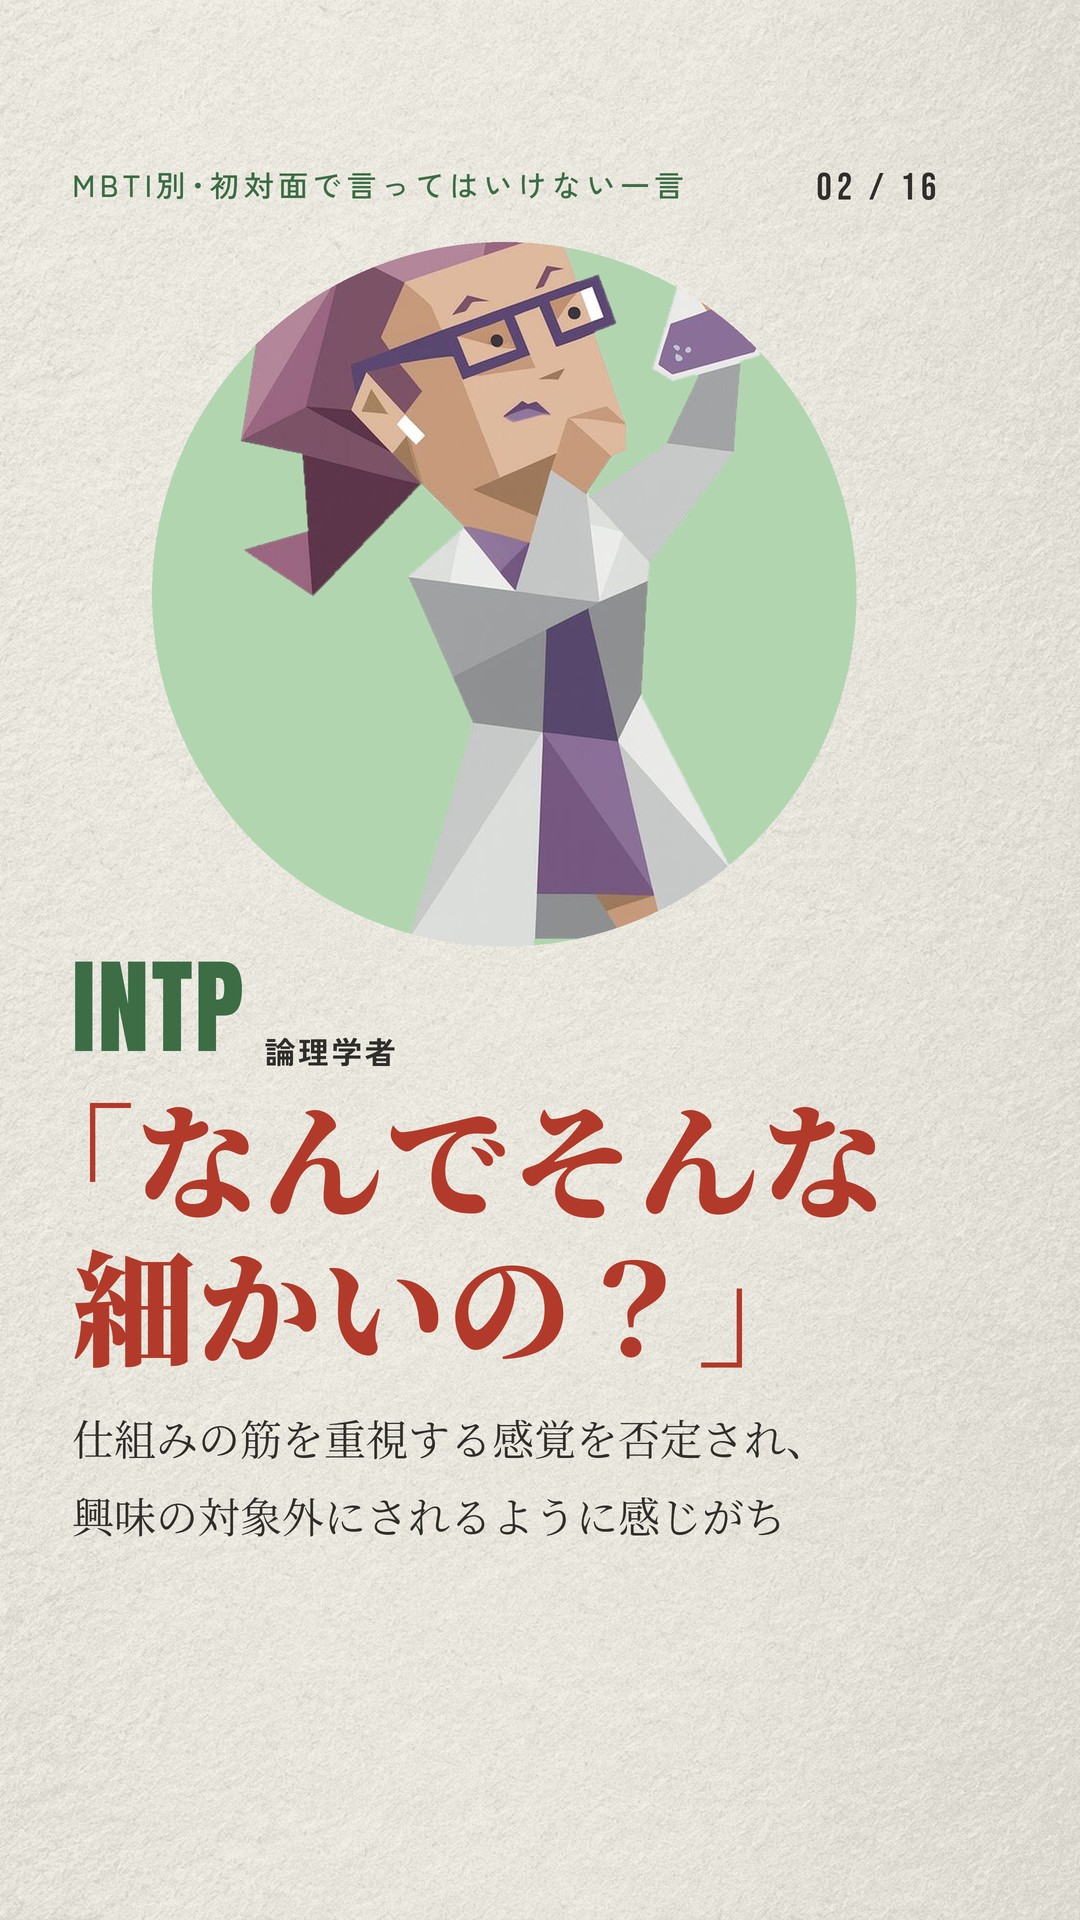 MBTI別・初対面で言ってはいけない一言
02 / 16
INTP
論理学者
「なんでそんな
細かいの？」
仕組みの筋を重視する感覚を否定され、
興味の対象外にされるように感じがち